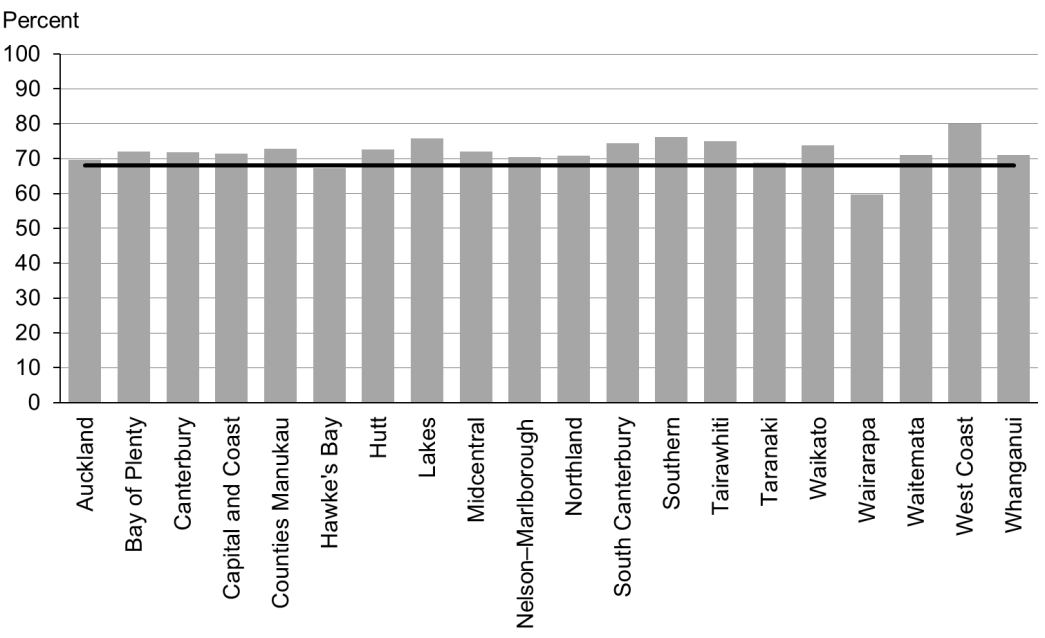 Percent
100
90
80
70
60
50
40
30
20
10
0
Auckland
Bay of Plenty
Canterbury
Capital and Coast
Counties Manukau
Hawke's Bay
Hutt
Lakes
Midcentral
Nelson–Marlborough
Northland
South Canterbury
Southern
Tairawhiti
Taranaki
Waikato
Wairarapa
Waitemata
West Coast
Whanganui